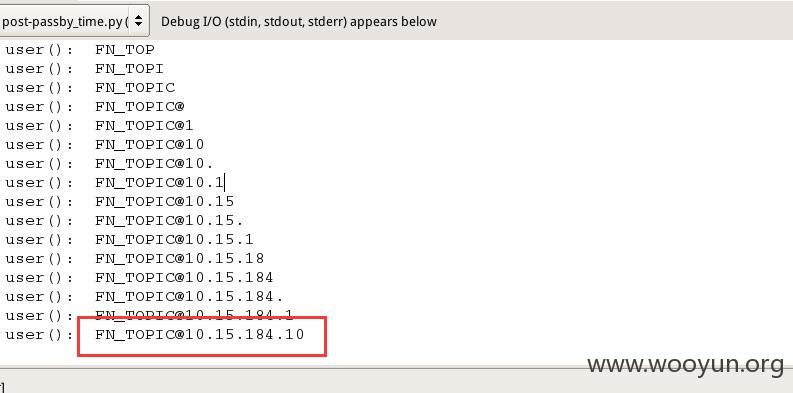 post-passby_time.py ( Debug I/O (stdin, stdout, stderr) appears below
user(): FN_TOP
user(): FN_TOPI
user(): FN_TOPIC
user(): FN_TOPIC@
user(): FN_TOPIC@1
user(): FN_TOPIC@10
user(): FN_TOPIC@10.
user(): FN_TOPIC@10.1
user(): FN_TOPIC@10.15
user(): FN_TOPIC@10.15.
user(): FN_TOPIC@10.15.1
user(): FN_TOPIC@10.15.18
user(): FN_TOPIC@10.15.184
user(): FN_TOPIC@10.15.184.
user(): FN_TOPIC@10.15.184.1
user(): FN_TOPIC@10.15.184.10
www.wooyun.org